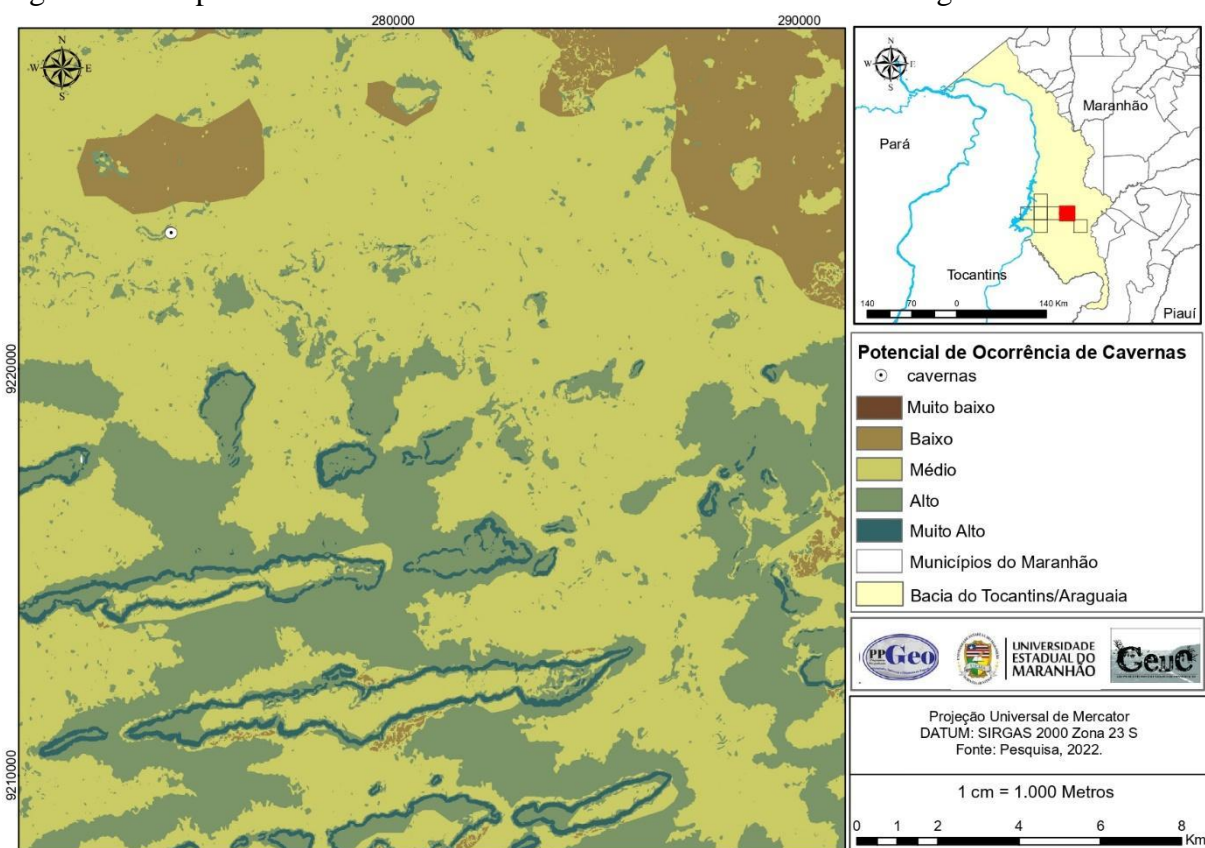 280000
290000
9220000
9210000
N
W
E
S
N
W
E
S
Maranhão
Pará
Tocantins
Piauí
140 70 0 140 Km
Potencial de Ocorrência de Cavernas
cavernas
Muito baixo
Baixo
Médio
Alto
Muito Alto
Municípios do Maranhão
Bacia do Tocantins/Araguaia
PPGeo
UNIVERSIDADE
ESTADUAL DO
MARANHÃO
Projeção Universal de Mercator
DATUM: SIRGAS 2000 Zona 23 S
Fonte: Pesquisa, 2022.
1 cm = 1.000 Metros
0 1 2 4 6 8
Km